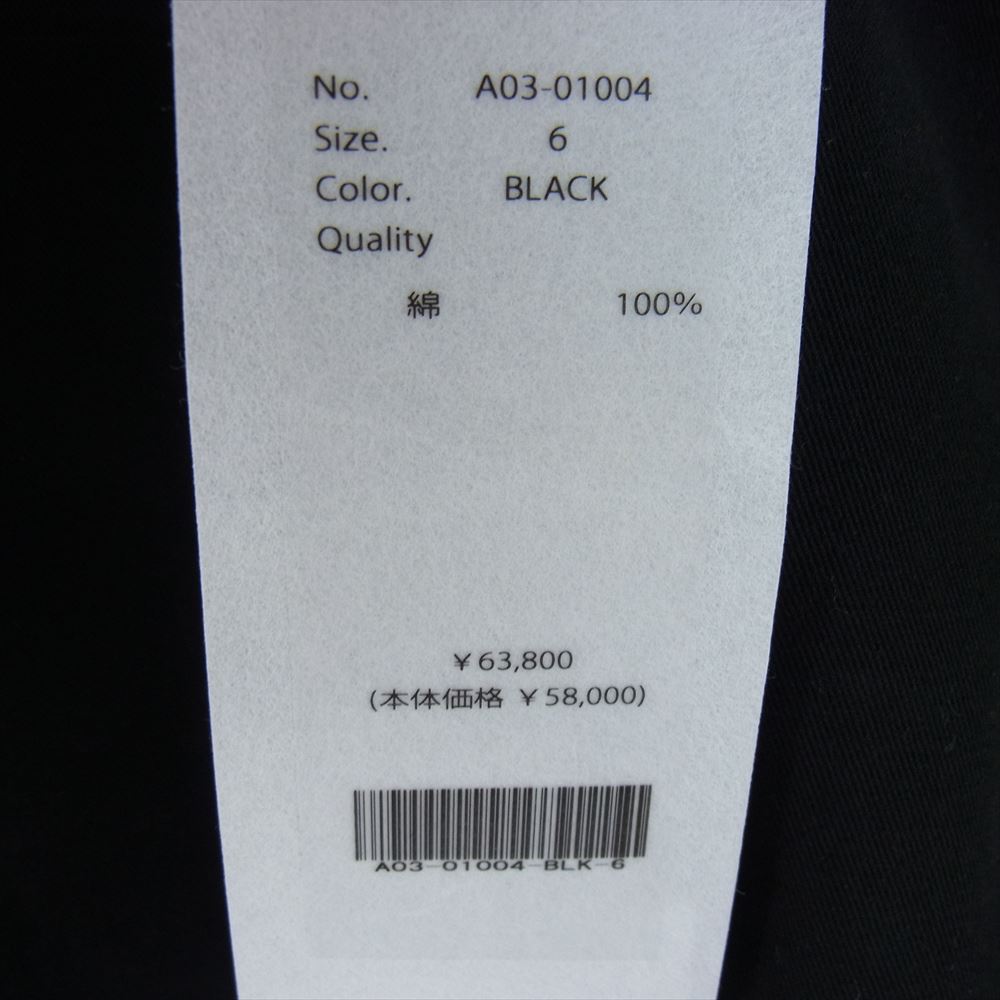 No. A03-01004
Size. 6
Color. BLACK
Quality
綿 100%
¥63,800
(本体価格 ¥58,000)
A03-01004-BLK-6